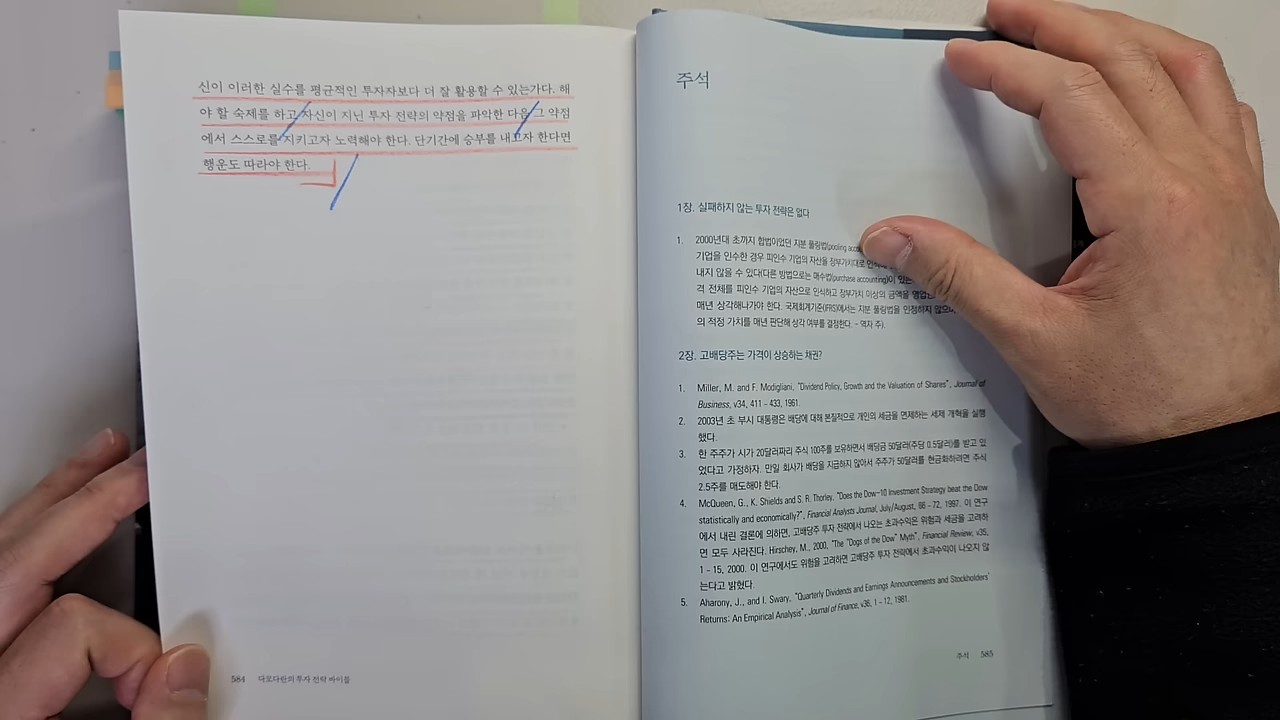 신이 이러한 실수를 평균적인 투자자보다 더 잘 활용할 수 있는가다. 해
야 할 숙제를 하고 자신이 지닌 투자 전략의 약점을 파악한 다음 그 약점
에서 스스로를 지키고자 노력해야 한다. 단기간에 승부를 내고자 한다면
행운도 따라야 한다.
584 다모다란의 투자 전략 바이블
주석
1장. 실패하지 않는 투자 전략은 없다
1. 2000년대 초까지 합법이었던 지분 풀링법(pooling
기업을 인수한 경우 피인수 기업의 자산을 장부가치대로
내지 않을 수 있다(다른 방법으로는 매수법(purchase accounting)이
격 전체를 피인수 기업의 자산으로 인식하고 장부가치 이상의 금액을
매년 상각해나가야 한다. 국제회계기준(IFRS)에서는 지분 풀링법을 인정하지
의 적정 가치를 매년 판단해 상각 여부를 결정한다. - 역자 주).
2장. 고배당주는 가격이 상승하는 채권?
1. Miller, M. and F. Modigliani, "Dividend Policy, Growth and the Valuation of Shares", Journal of
Business, v34, 411 - 433, 1961.
2. 2003년 초 부시 대통령은 배당에 대해 본질적으로 개인의 세금을 면제하는 세제 개혁을 실행
했다.
3. 한 주주가 시가 20달러짜리 주식 100주를 보유하면서 배당금 50달러(주당 0.5달러)를 받고 있
었다고 가정하자. 만일 회사가 배당을 지급하지 않아서 주주가 50달러를 현금화하려면 주식
2.5주를 매도해야 한다.
4. McQueen, G., K. Shields and S. R. Thorley, "Does the Dow-10 Investment Strategy beat the Dow
statistically and economically?", Financial Analysts Journal, July/August, 66 - 72, 1997. 이 연구
에서 내린 결론에 의하면, 고배당주 투자 전략에서 나오는 초과수익은 위험과 세금을 고려하
면 모두 사라진다. Hirschey, M., 2000, "The "Dogs of the Dow" Myth", Financial Review, v35,
1 - 15, 2000. 이 연구에서도 위험을 고려하면 고배당주 투자 전략에서 초과수익이 나오지 않
는다고 밝혔다.
5. Aharony, J., and I. Swary, "Quarterly Dividends and Earnings Announcements and Stockholders'
Returns: An Empirical Analysis", Journal of Finance, v36, 1 - 12, 1981.
주석 585